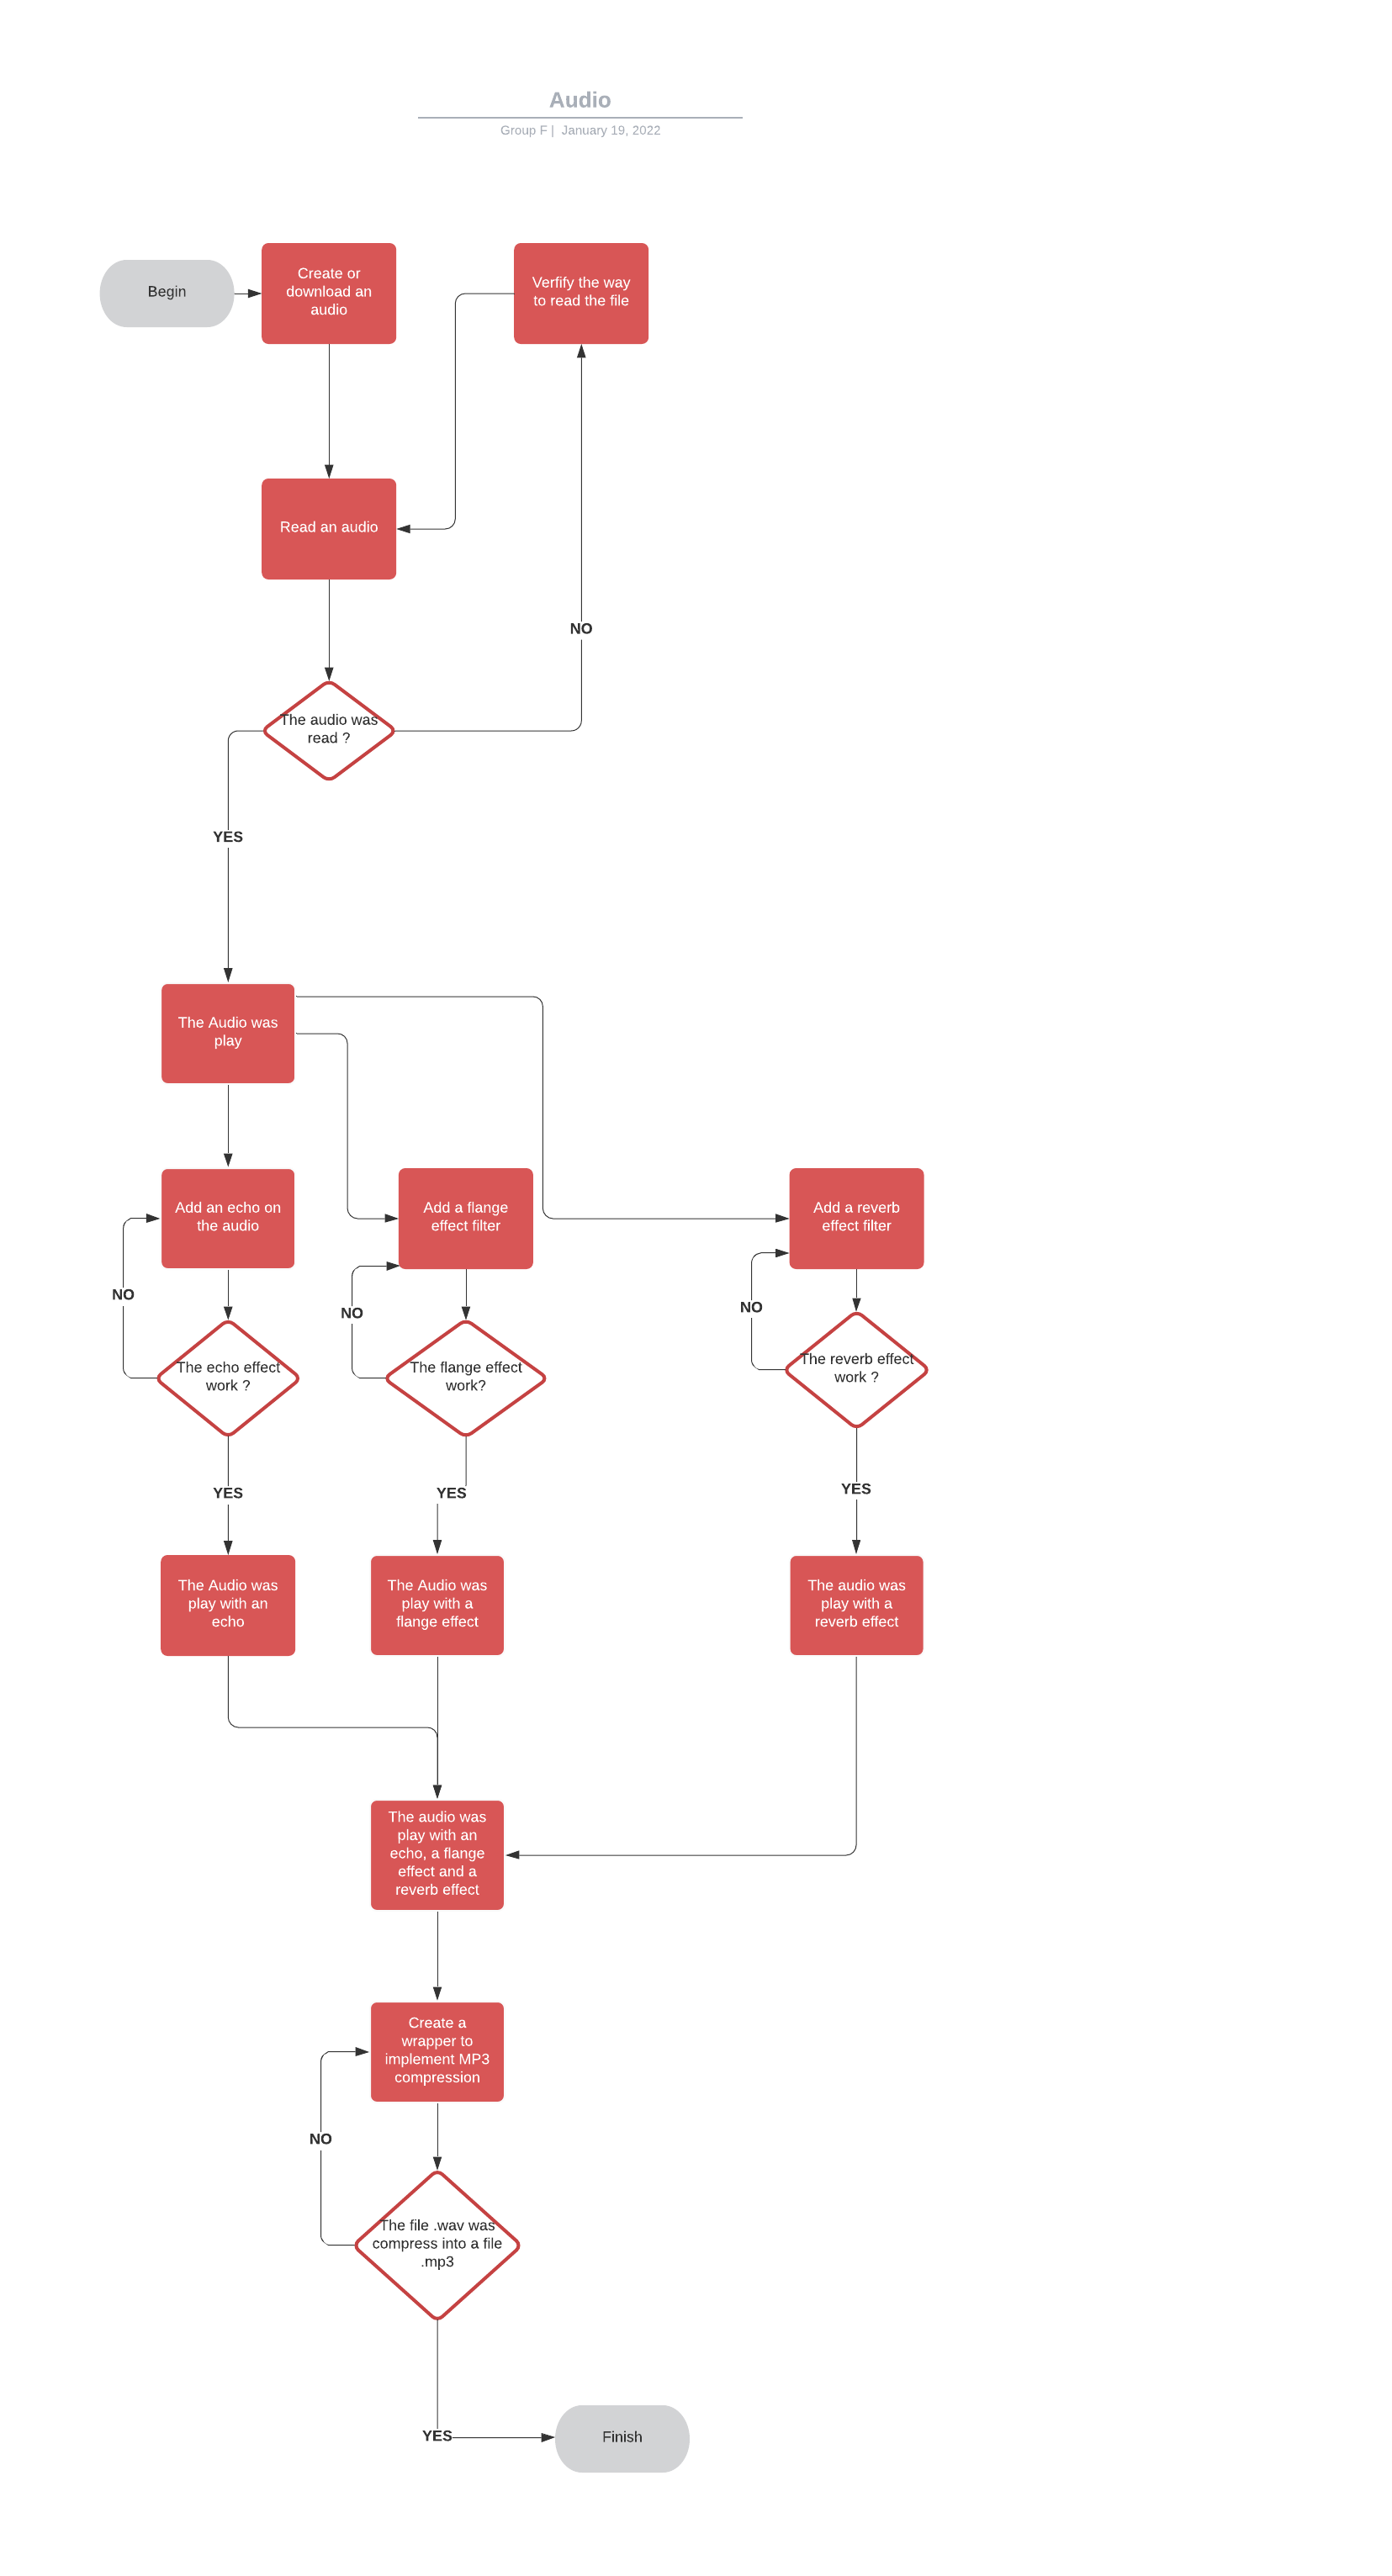 Audio
Group F | January 19, 2022
Begin
Create or
download an
audio
Verfify the way
to read the file
Read an audio
NO
The audio was
read ?
YES
The Audio was
play
Add an echo on
the audio
Add a flange
effect filter
Add a reverb
effect filter
NO
NO
NO
The echo effect
work ?
The flange effect
work?
The reverb effect
work ?
YES
YES
YES
The Audio was
play with an
echo
The Audio was
play with a
flange effect
The audio was
play with a
reverb effect
The audio was
play with an
echo, a flange
effect and a
reverb effect
Create a
wrapper to
implement MP3
compression
NO
The file .wav was
compress into a file
.mp3
YES
Finish